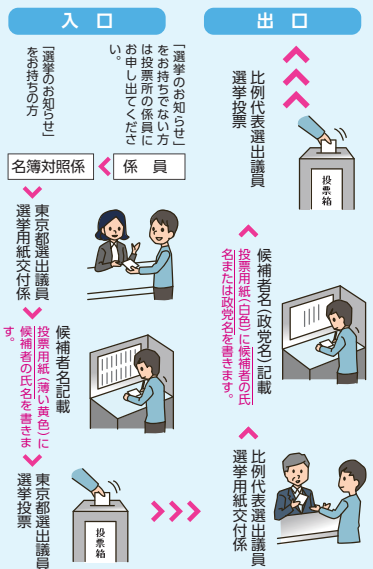 入　口
「選挙のお知らせ」
をお持ちでない方
は投票所の係員に
お申し出てくださ
い。
「選挙のお知らせ」
をお持ちの方
係　員
名簿対照係
東京都選出議員
選挙用紙交付係
候補者名記載
投票用紙（薄い黄色）に
候補者の氏名を書きま
す。
東京都選出議員
選挙投票
投票箱
比例代表選出議員
選挙用紙交付係
候補者名（政党名）記載
投票用紙（白色）に候補者の氏
名または政党名を書きます。
比例代表選出議員
選挙投票
投票箱
出　口